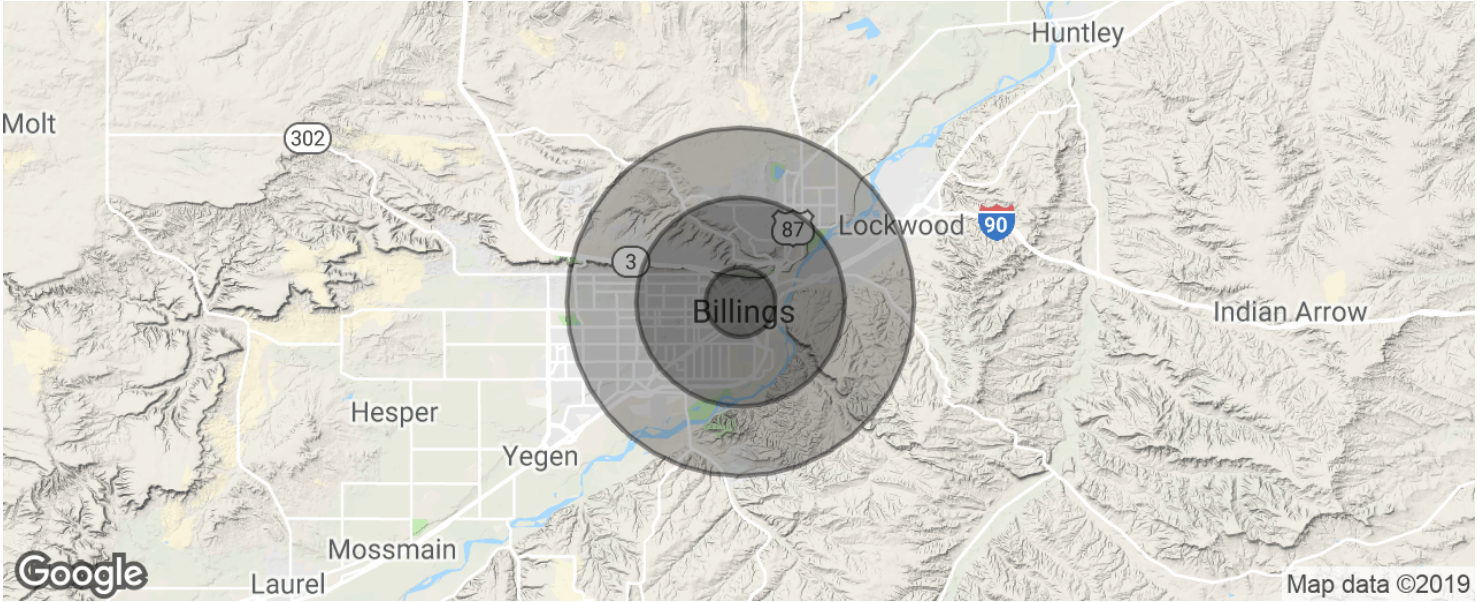 Huntley
Molt
302
87
Lockwood
90
3
Billings
Indian Arrow
Hesper
Yegen
Mossmain
Laurel
Google
Map data ©2019